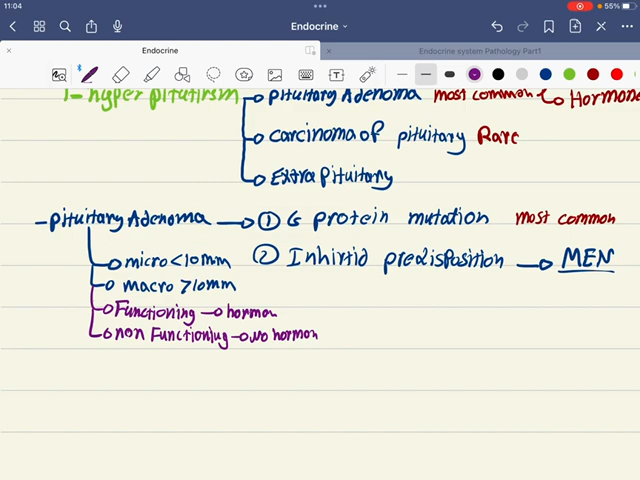 11:04
55%
Endocrine
Endocrine
Endocrine system Pathology Part1
1- hyper pitutirsm
pituitary Adenoma most common Hormone
carcinoma of pituitary Rare
Extra pituitary
- pituitary Adenoma → ① G protein mutation most common
② Inhirtid predisposition → MEN
micro < 10mm
macro > 10mm
Functioning → hormon
non Functioning → no hormon